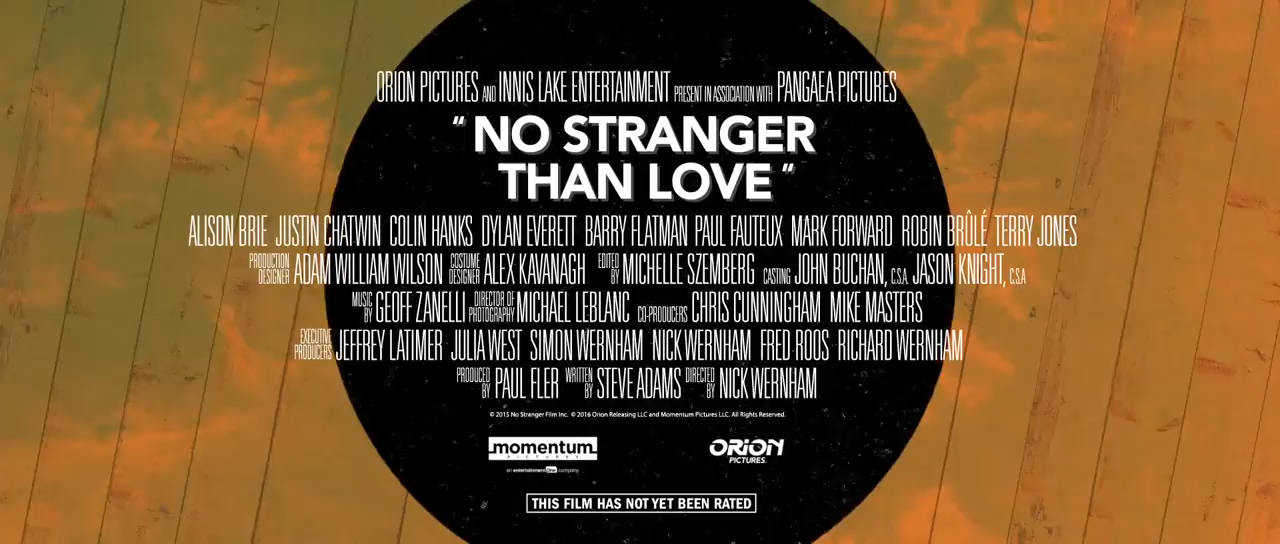 ORION PICTURES AND INNIS LAKE ENTERTAINMENT PRESENT IN ASSOCIATION WITH PANGAEA PICTURES
“ NO STRANGER
THAN LOVE “
ALISON BRIE JUSTIN CHATWIN COLIN HANKS DYLAN EVERETT BARRY FLATMAN PAUL FAUTEUX MARK FORWARD ROBIN BRÛLÉ TERRY JONES
PRODUCTION DESIGNER ADAM WILLIAM WILSON COSTUME DESIGNER ALEX KAVANAGH EDITED BY MICHELLE SZEMBERG CASTING JOHN BUCHAN, C.S.A. JASON KNIGHT, C.S.A
MUSIC BY GEOFF ZANELLI DIRECTOR OF PHOTOGRAPHY MICHAEL LEBLANC CO-PRODUCERS CHRIS CUNNINGHAM MIKE MASTERS
EXECUTIVE PRODUCERS JEFFREY LATIMER JULIA WEST SIMON WERNHAM NICK WERNHAM FRED ROOS RICHARD WERNHAM
PRODUCED BY PAUL FLER WRITTEN BY STEVE ADAMS DIRECTED BY NICK WERNHAM
© 2015 No Stranger Film Inc. © 2016 Orion Releasing LLC and Momentum Pictures LLC. All Rights Reserved.
momentum PICTURES
an entertainment One company
ORION PICTURES.
THIS FILM HAS NOT YET BEEN RATED